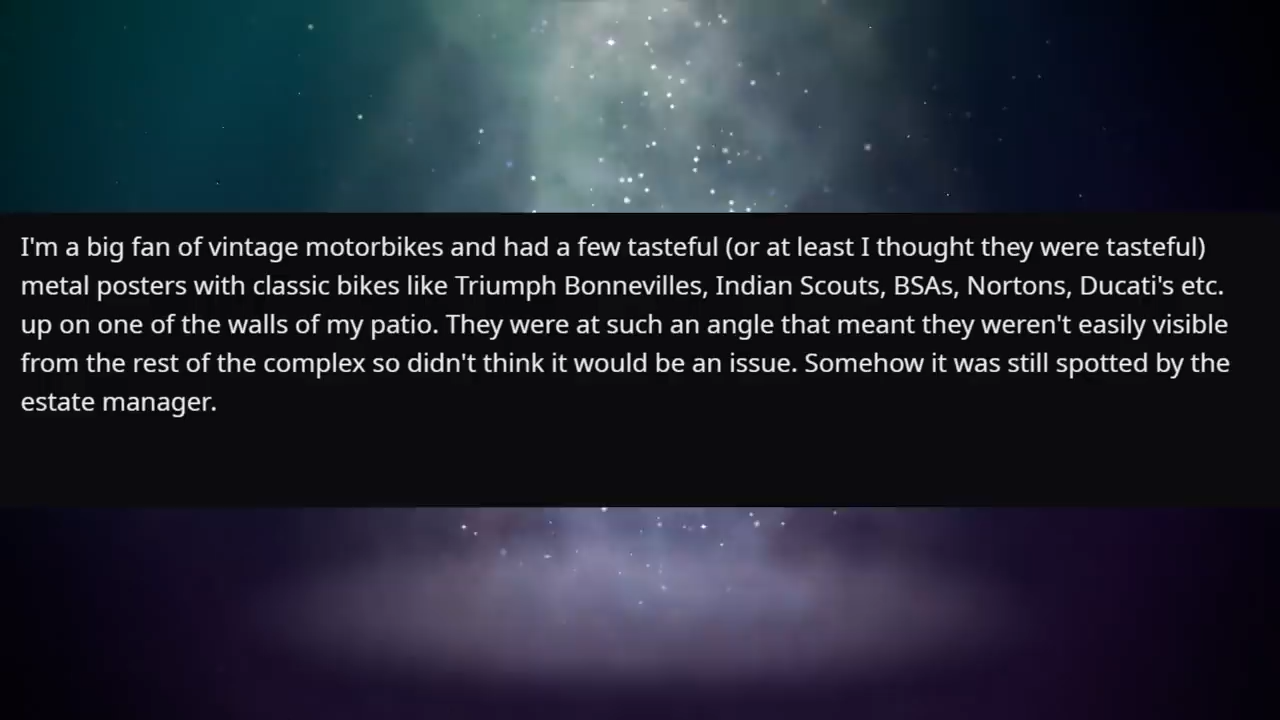 I'm a big fan of vintage motorbikes and had a few tasteful (or at least I thought they were tasteful)
metal posters with classic bikes like Triumph Bonnevilles, Indian Scouts, BSAs, Nortons, Ducati's etc.
up on one of the walls of my patio. They were at such an angle that meant they weren't easily visible
from the rest of the complex so didn't think it would be an issue. Somehow it was still spotted by the
estate manager.